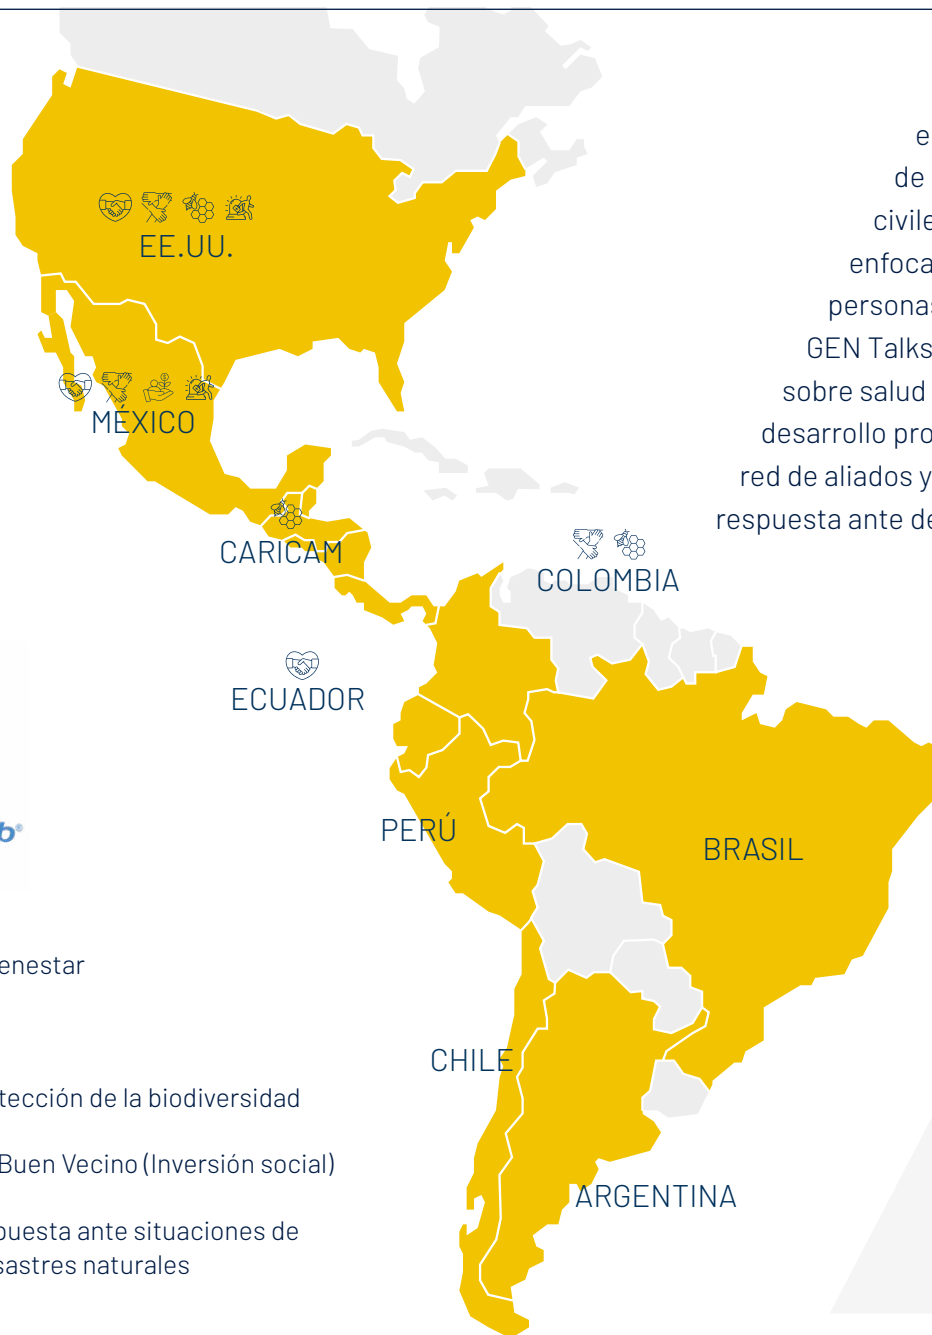 e
de
civile
enfoca
persona
GEN Talks
sobre salud
desarrollo pro
red de aliados y
respuesta ante de
EE.UU.
MÉXICO
CARICAM
COLOMBIA
ECUADOR
PERÚ
BRASIL
b®
enestar
CHILE
tección de la biodiversidad
Buen Vecino (Inversión social)
ARGENTINA
puesta ante situaciones de
sastres naturales